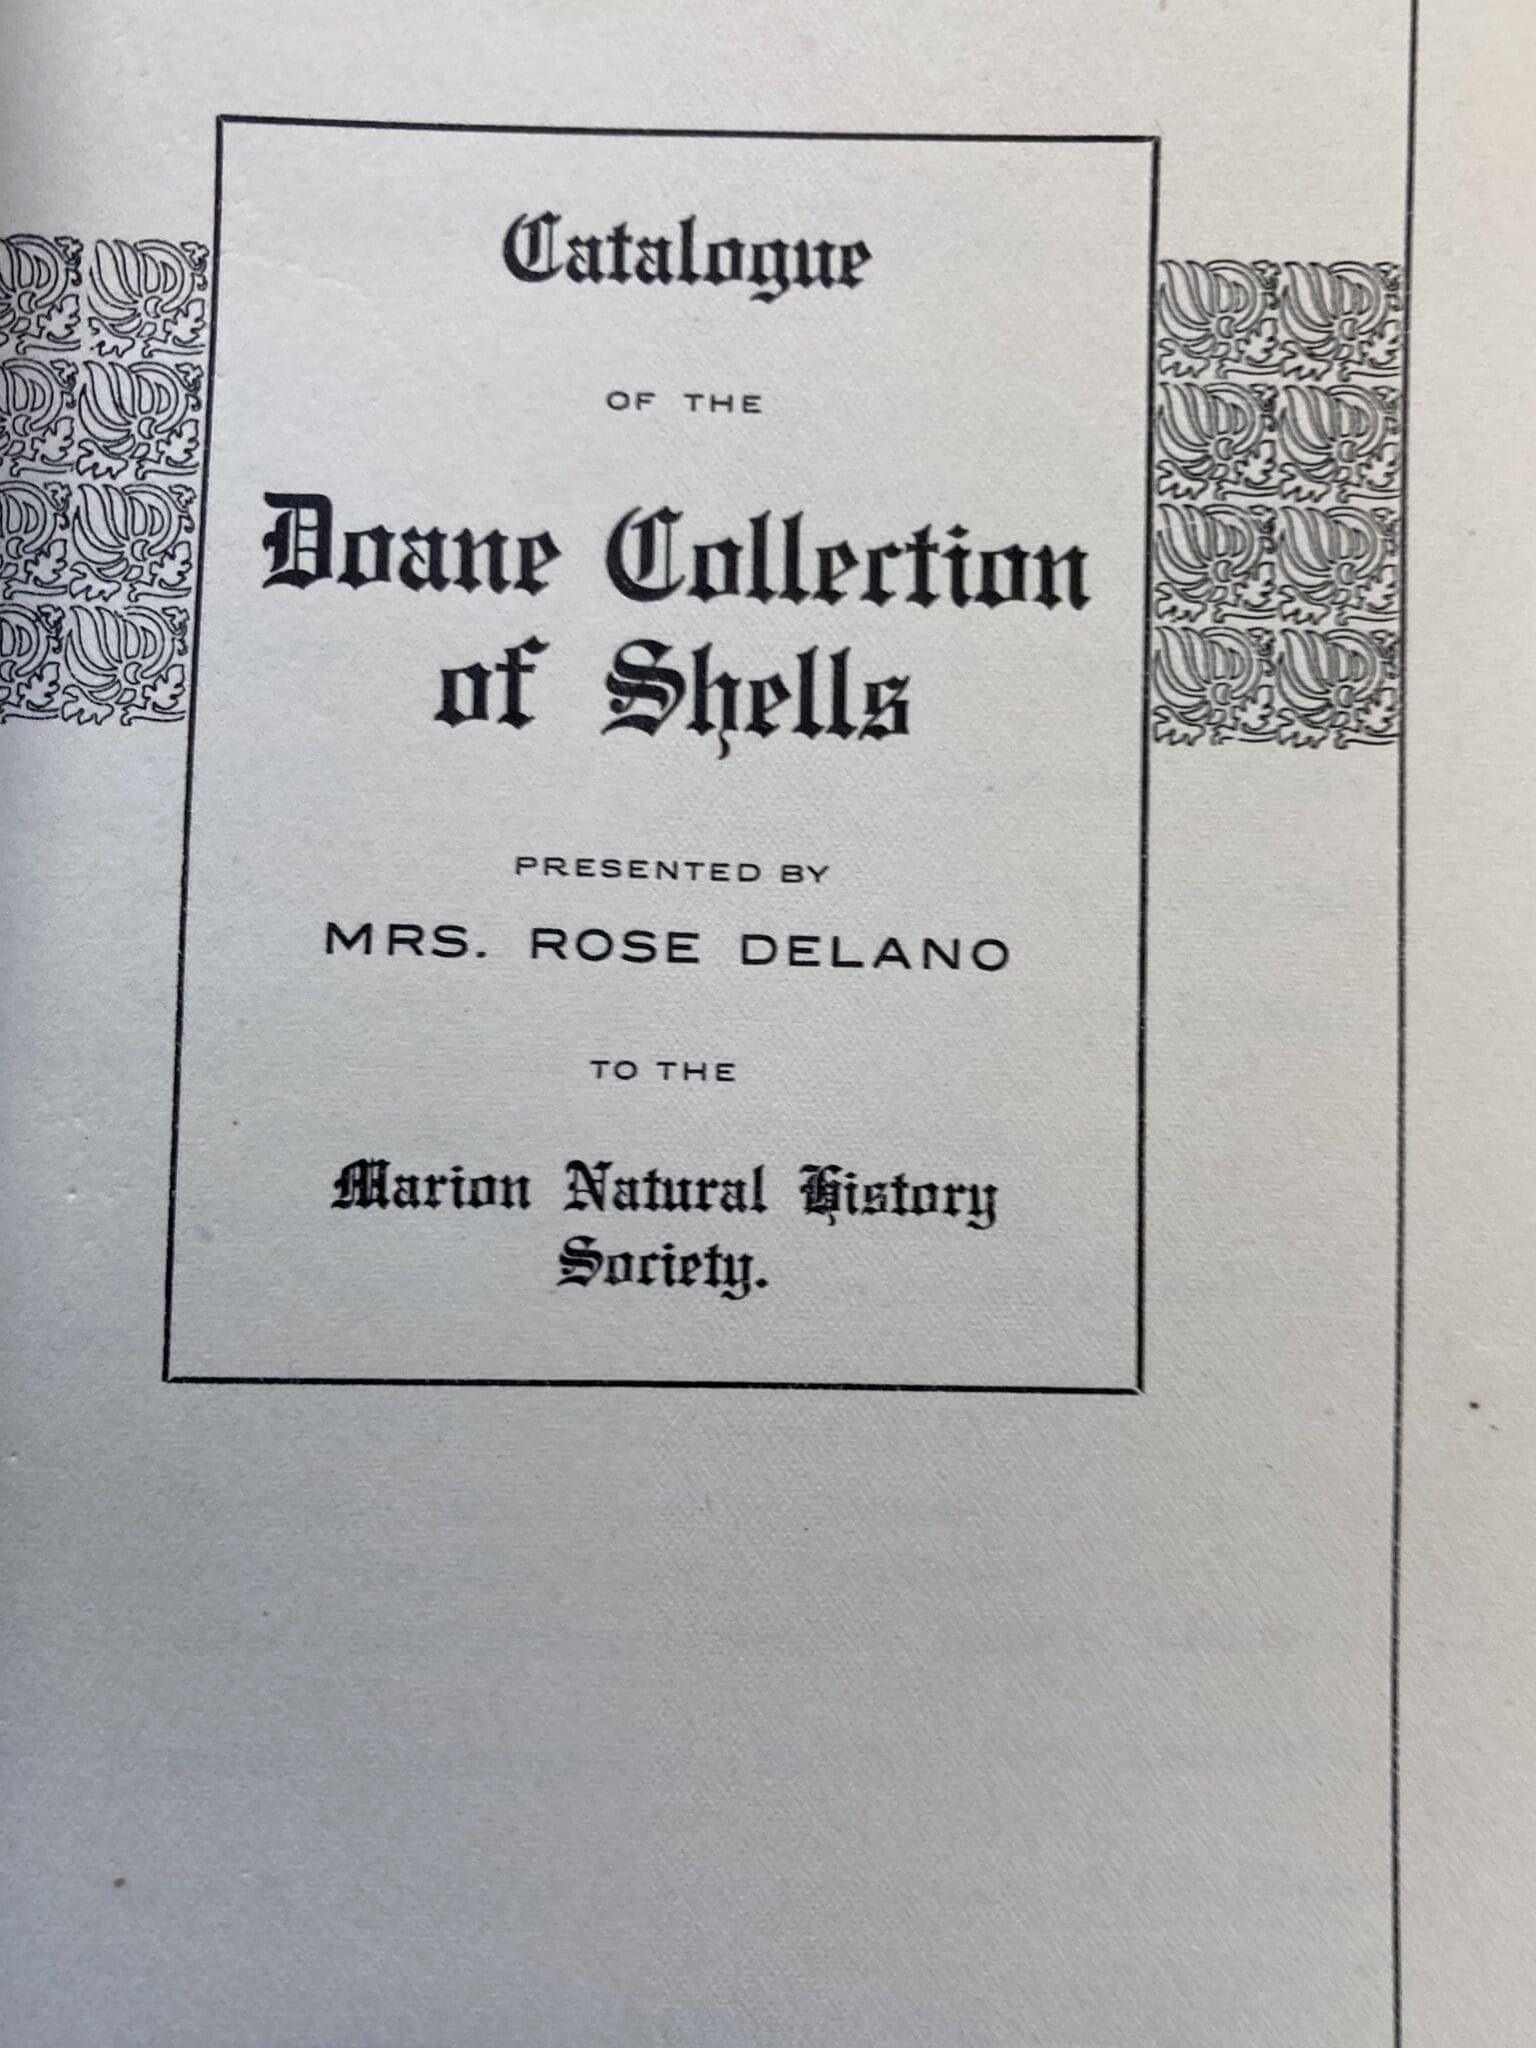 Catalogue
OF THE
Doane Collection
of Shells
PRESENTED BY
MRS. ROSE DELANO
TO THE
Marion Natural History
Society.